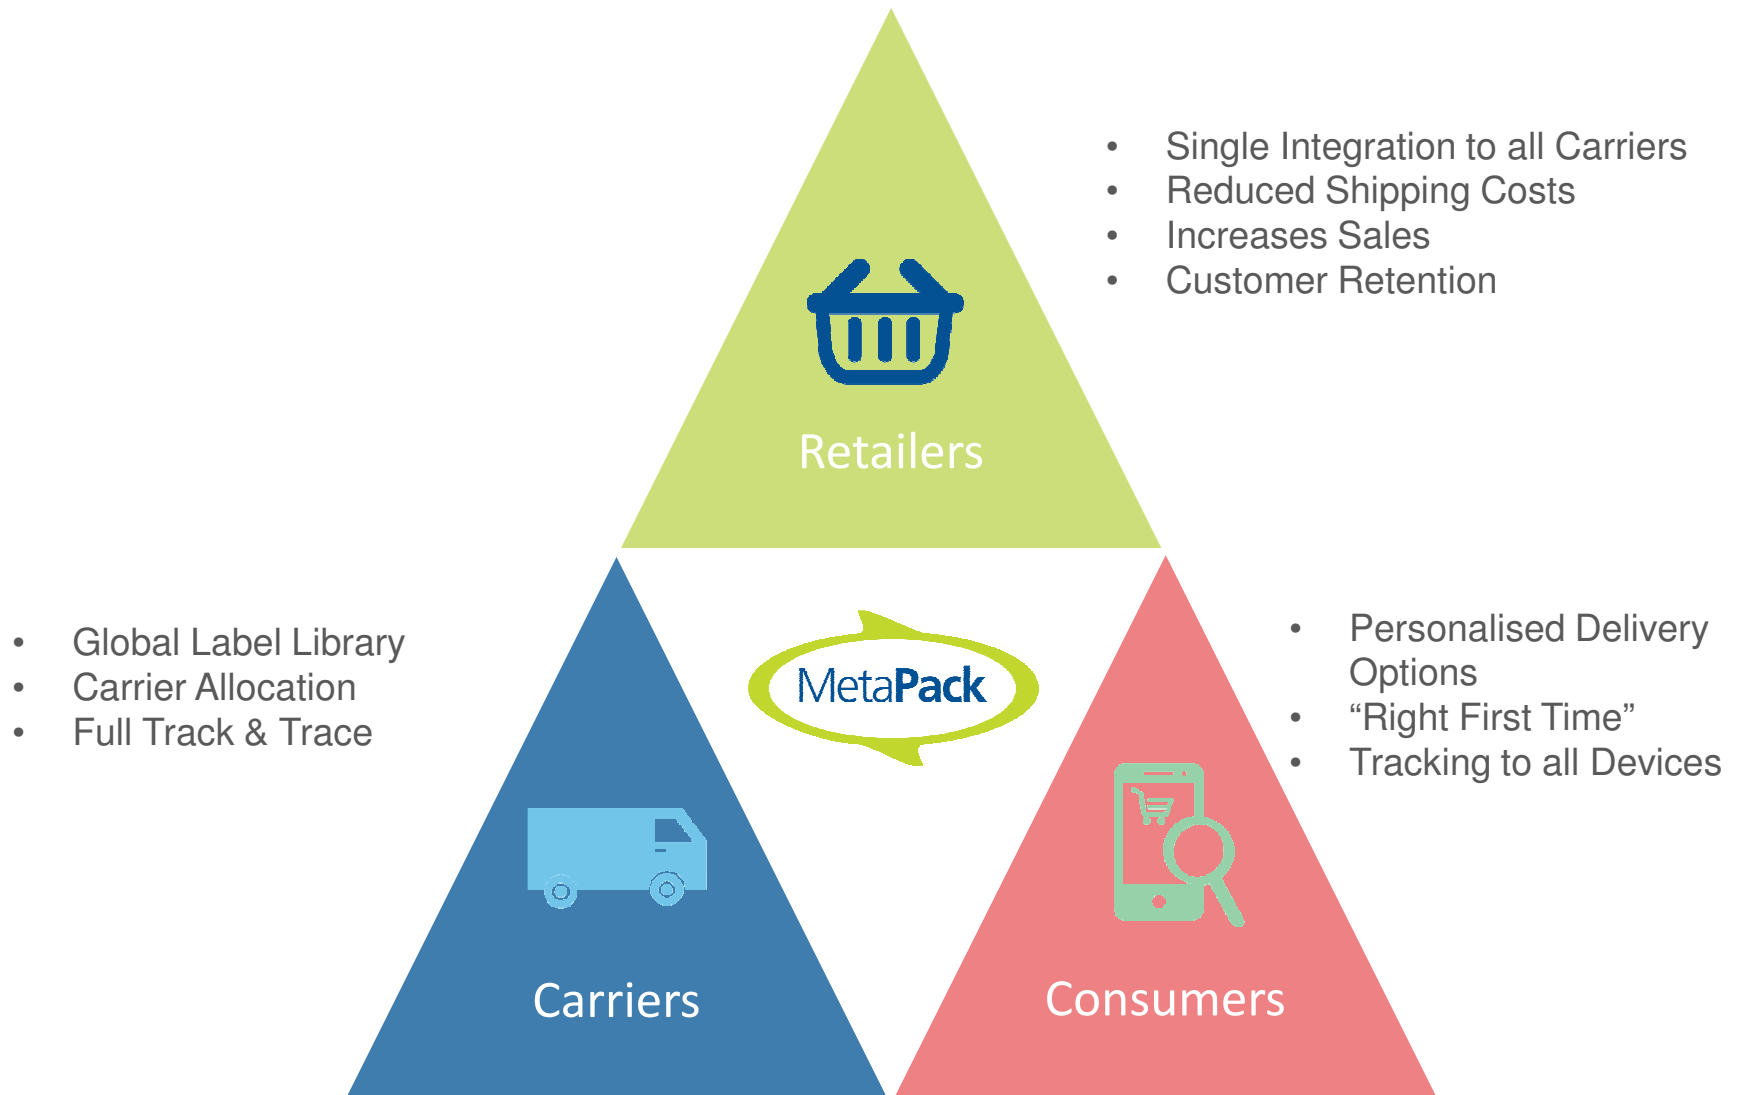 • Single Integration to all Carriers
• Reduced Shipping Costs
• Increases Sales
• Customer Retention
Retailers
• Global Label Library
• Carrier Allocation
• Full Track & Trace
MetaPack
• Personalised Delivery
Options
• “Right First Time”
• Tracking to all Devices
Carriers
Consumers